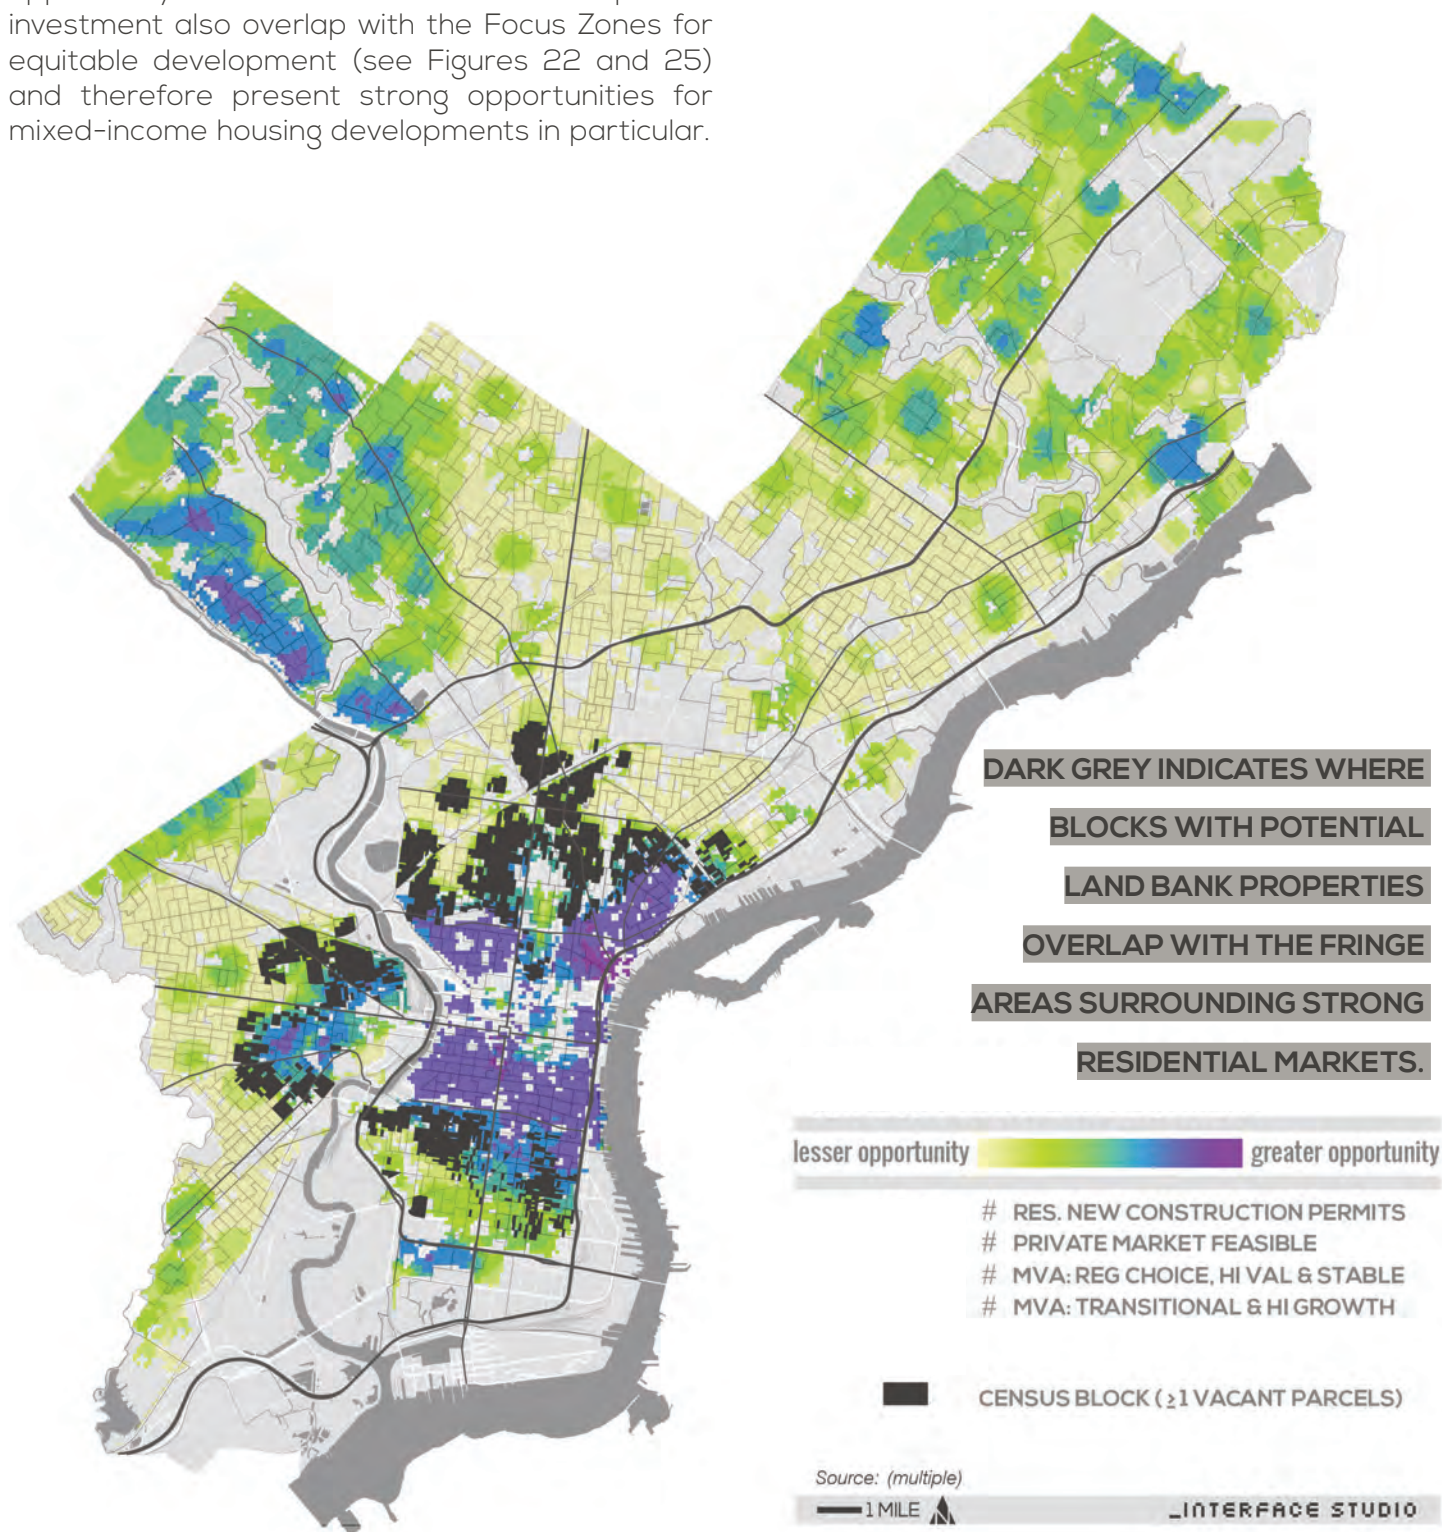 investment also overlap with the Focus Zones for
equitable development (see Figures 22 and 25)
and therefore present strong opportunities for
mixed-income housing developments in particular.
DARK GREY INDICATES WHERE
BLOCKS WITH POTENTIAL
LAND BANK PROPERTIES
OVERLAP WITH THE FRINGE
AREAS SURROUNDING STRONG
RESIDENTIAL MARKETS.
lesser opportunity greater opportunity
# RES. NEW CONSTRUCTION PERMITS
# PRIVATE MARKET FEASIBLE
# MVA: REG CHOICE, HI VAL & STABLE
# MVA: TRANSITIONAL & HI GROWTH
CENSUS BLOCK (≥1 VACANT PARCELS)
Source: (multiple)
1 MILE
_INTERFACE STUDIO